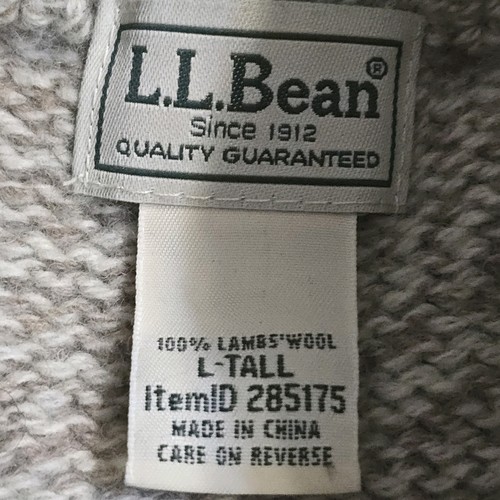 L.L.Bean®
Since 1912
QUALITY GUARANTEED
100% LAMBS'WOOL
L-TALL
ItemID 285175
MADE IN CHINA
CARE ON REVERSE